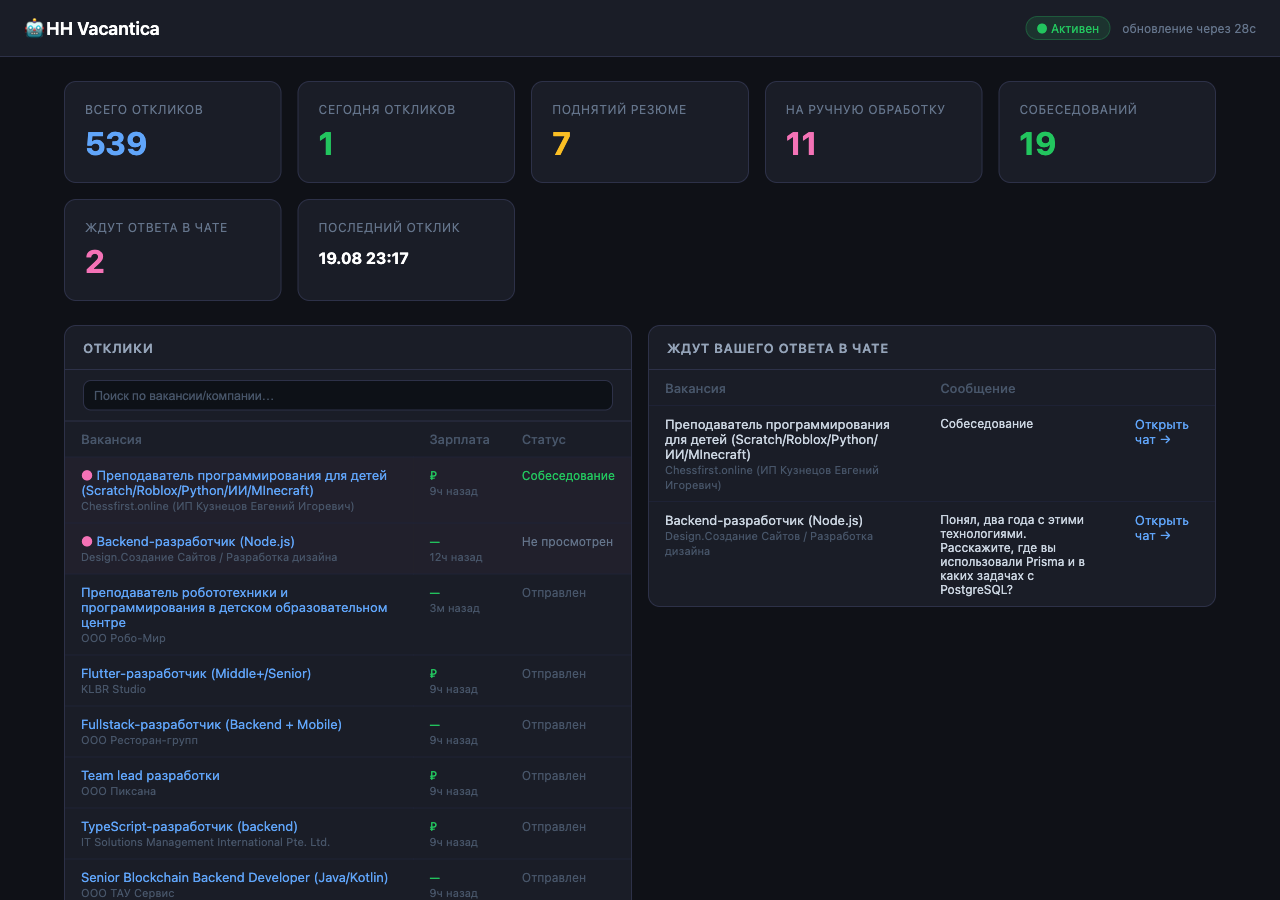 HH Vacantica
Активен
обновление через 28с
ВСЕГО ОТКЛИКОВ
539
СЕГОДНЯ ОТКЛИКОВ
1
ПОДНЯТИЙ РЕЗЮМЕ
7
НА РУЧНУЮ ОБРАБОТКУ
11
СОБЕСЕДОВАНИЙ
19
ЖДУТ ОТВЕТА В ЧАТЕ
2
ПОСЛЕДНИЙ ОТКЛИК
19.08 23:17
ОТКЛИКИ
Поиск по вакансии/компании...
Вакансия Зарплата Статус
Преподаватель программирования для детей ₽ Собеседование
(Scratch/Roblox/Python/ИИ/MInecraft) 9ч назад
Chessfirst.online (ИП Кузнецов Евгений Игоревич)
Backend-разработчик (Node.js) — Не просмотрен
Design.Создание Сайтов / Разработка дизайна 12ч назад
Преподаватель робототехники и — Отправлен
программирования в детском образовательном 3м назад
центре
ООО Робо-Мир
Flutter-разработчик (Middle+/Senior) ₽ Отправлен
KLBR Studio 9ч назад
Fullstack-разработчик (Backend + Mobile) — Отправлен
ООО Ресторан-групп 9ч назад
Team lead разработки ₽ Отправлен
ООО Пиксана 9ч назад
TypeScript-разработчик (backend) ₽ Отправлен
IT Solutions Management International Pte. Ltd. 9ч назад
Senior Blockchain Backend Developer (Java/Kotlin) — Отправлен
ООО ТАУ Сервис 9ч назад
ЖДУТ ВАШЕГО ОТВЕТА В ЧАТЕ
Вакансия Сообщение
Преподаватель программирования
для детей (Scratch/Roblox/Python/
ИИ/MInecraft)
Chessfirst.online (ИП Кузнецов Евгений
Игоревич)
Собеседование
Открыть
чат →
Backend-разработчик (Node.js)
Design.Создание Сайтов / Разработка
дизайна
Понял, два года с этими
технологиями.
Расскажите, где вы
использовали Prisma и в
каких задачах с
PostgreSQL?
Открыть
чат →